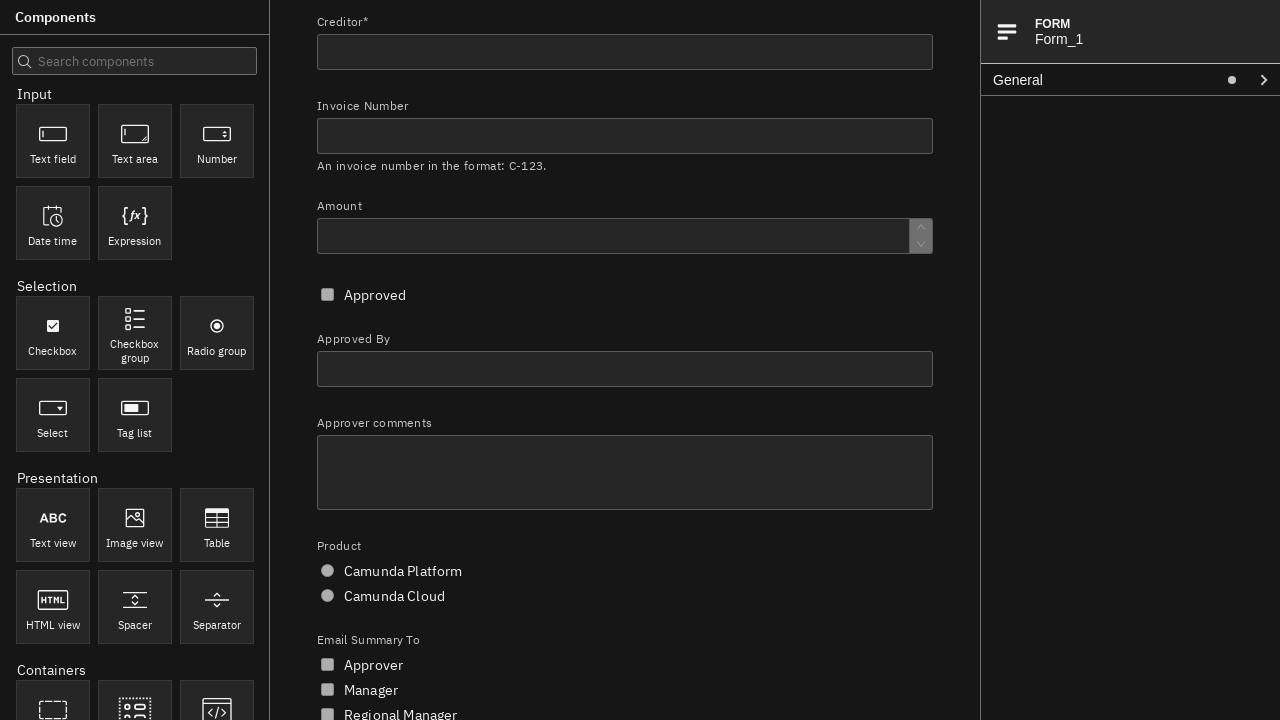 Components
Search components
Input
Text field
Text area
Number
Date time
{fx}
Expression
Selection
Checkbox
Checkbox
group
Radio group
Select
Tag list
Presentation
ABC
Text view
Image view
Table
HTML
HTML view
Spacer
Separator
Containers
</>
Creditor*
Invoice Number
An invoice number in the format: C-123.
Amount
Approved
Approved By
Approver comments
Product
Camunda Platform
Camunda Cloud
Email Summary To
Approver
Manager
Regional Manager
FORM
Form_1
General